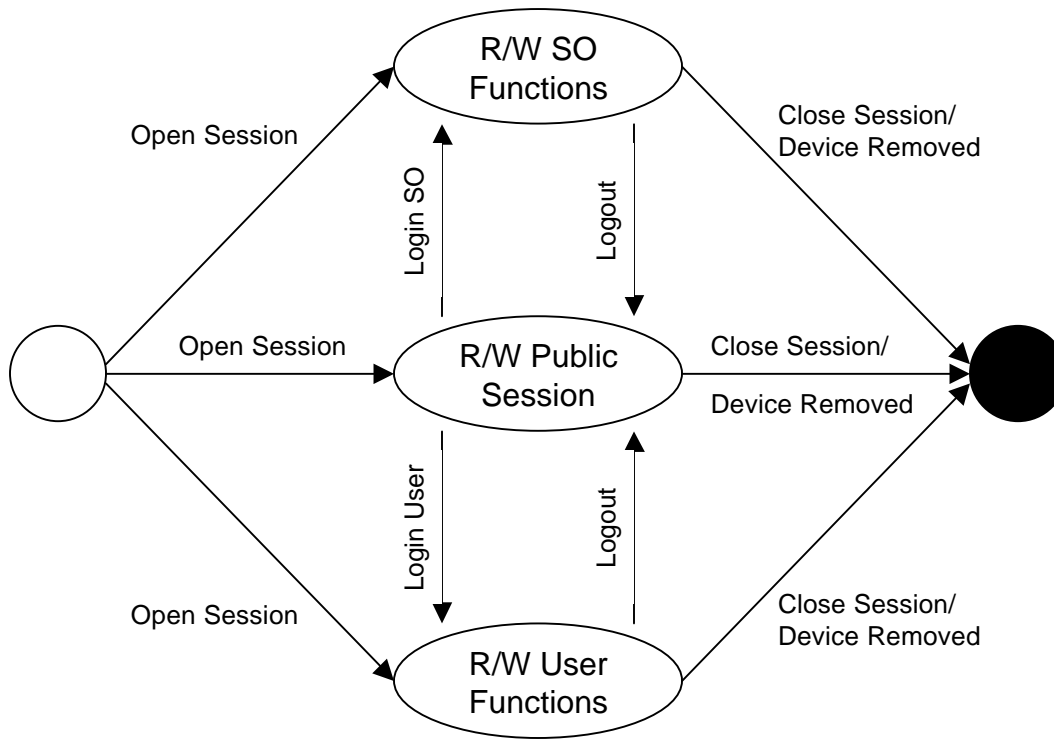 R/W SO
Functions
Close Session/
Device Removed
Open Session
Login SO
Logout
Open Session
R/W Public
Session
Close Session/
Device Removed
Login User
Logout
Open Session
Close Session/
Device Removed
R/W User
Functions